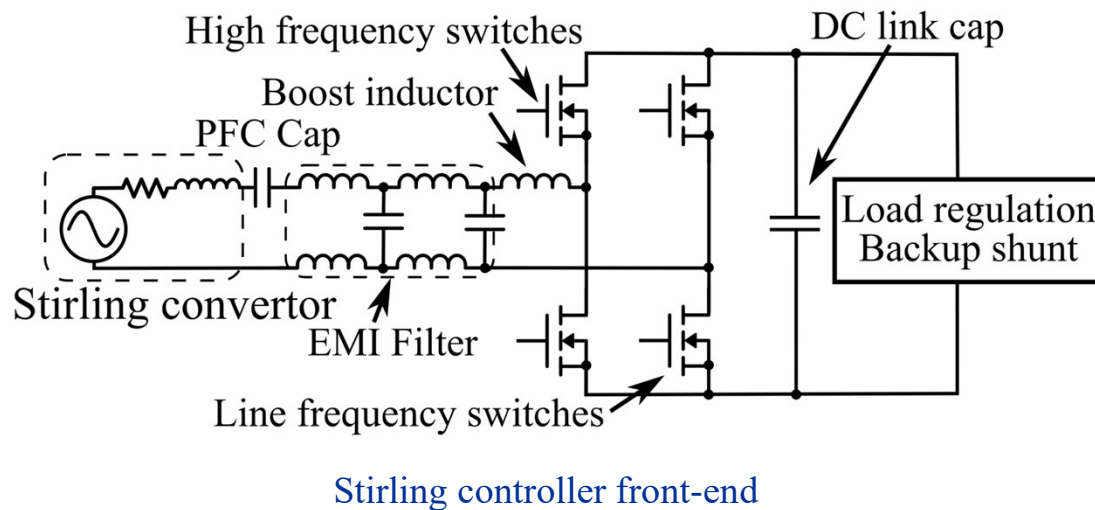 High frequency switches
DC link cap
Boost inductor
PFC Cap
Load regulation
Backup shunt
Stirling convertor
EMI Filter
Line frequency switches
Stirling controller front-end